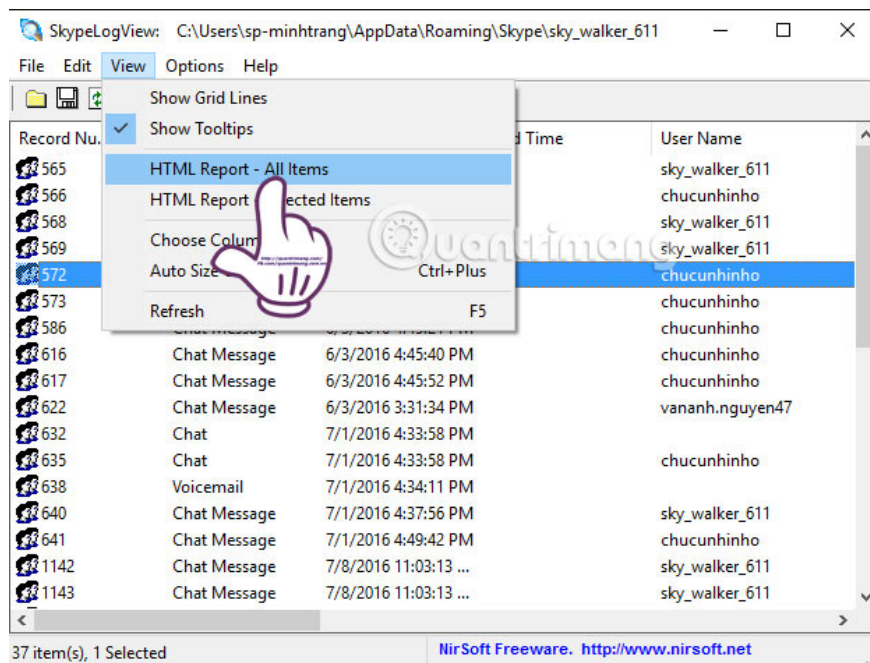 SkypeLogView: C:\Users\sp-minhtrang\AppData\Roaming\Skype\sky_walker_611
File Edit View Options Help
Show Grid Lines
Show Tooltips
HTML Report - All Items
HTML Report Items
Choose
Auto Size Ctrl+Plus
Refresh F5
Record Nu... Time User Name
565 sky_walker_611
566 chucunhinho
568 sky_walker_611
569 sky_walker_611
572 chucunhinho
573 chucunhinho
586 Chat Message chucunhinho
616 Chat Message 6/3/2016 4:45:40 PM chucunhinho
617 Chat Message 6/3/2016 4:45:52 PM chucunhinho
622 Chat Message 6/3/2016 3:31:34 PM vananh.nguyen47
632 Chat 7/1/2016 4:33:58 PM
635 Chat 7/1/2016 4:33:58 PM chucunhinho
638 Voicemail 7/1/2016 4:34:11 PM
640 Chat Message 7/1/2016 4:37:56 PM sky_walker_611
641 Chat Message 7/1/2016 4:49:42 PM chucunhinho
1142 Chat Message 7/8/2016 11:03:13 ... sky_walker_611
1143 Chat Message 7/8/2016 11:03:13 ... sky_walker_611
Quantrimang
37 item(s), 1 Selected NirSoft Freeware. http://www.nirsoft.net